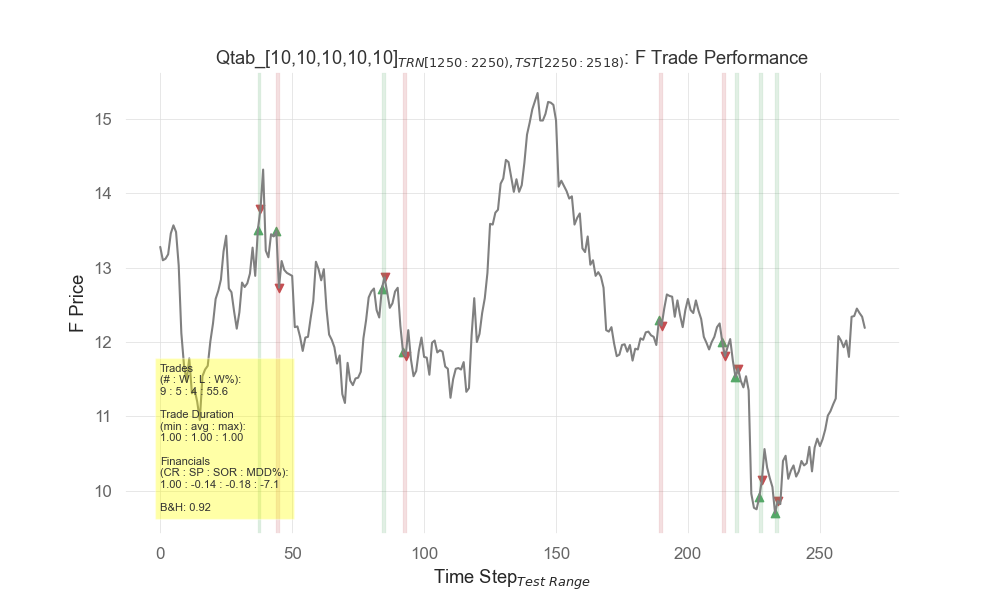 Qtab_[10,10,10,10,10]TRN[1250:2250),TST[2250:2518): F Trade Performance
15
14
13
12
11
10
F Price
Trades
(# : W : L : W%):
9 : 5 : 4 : 55.6
Trade Duration
(min : avg : max):
1.00 : 1.00 : 1.00
Financials
(CR : SP : SOR : MDD%):
1.00 : -0.14 : -0.18 : -7.1
B&H: 0.92
0 50 100 150 200 250
Time Step Test Range